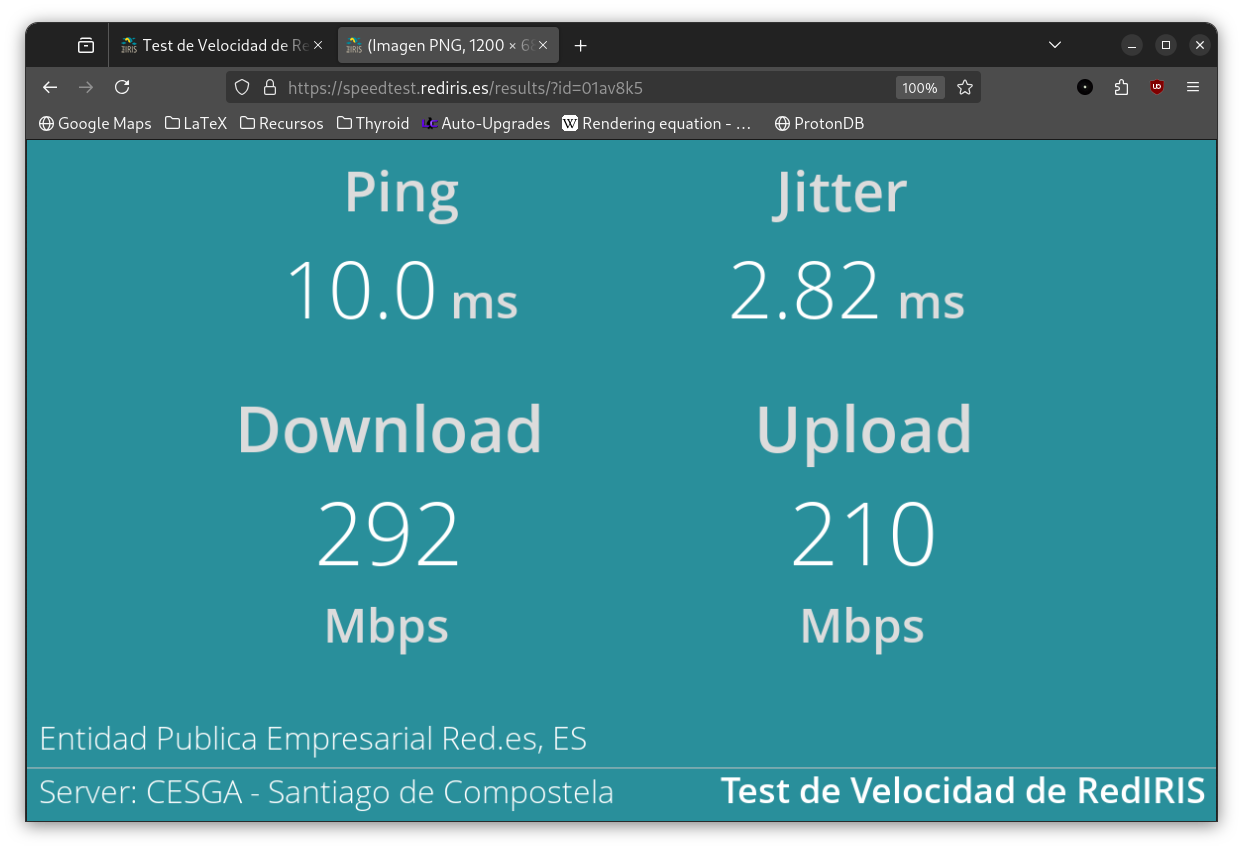 Test de Velocidad de Re
(Imagen PNG, 1200 × 68
https://speedtest.rediris.es/results/?id=01av8k5
100%
Google Maps
LaTeX
Recursos
Thyroid
Auto-Upgrades
W
Rendering equation - …
ProtonDB
Ping
Jitter
10.0 ms
2.82 ms
Download
Upload
292
210
Mbps
Mbps
Entidad Publica Empresarial Red.es, ES
Server: CESGA - Santiago de Compostela
Test de Velocidad de RedIRIS